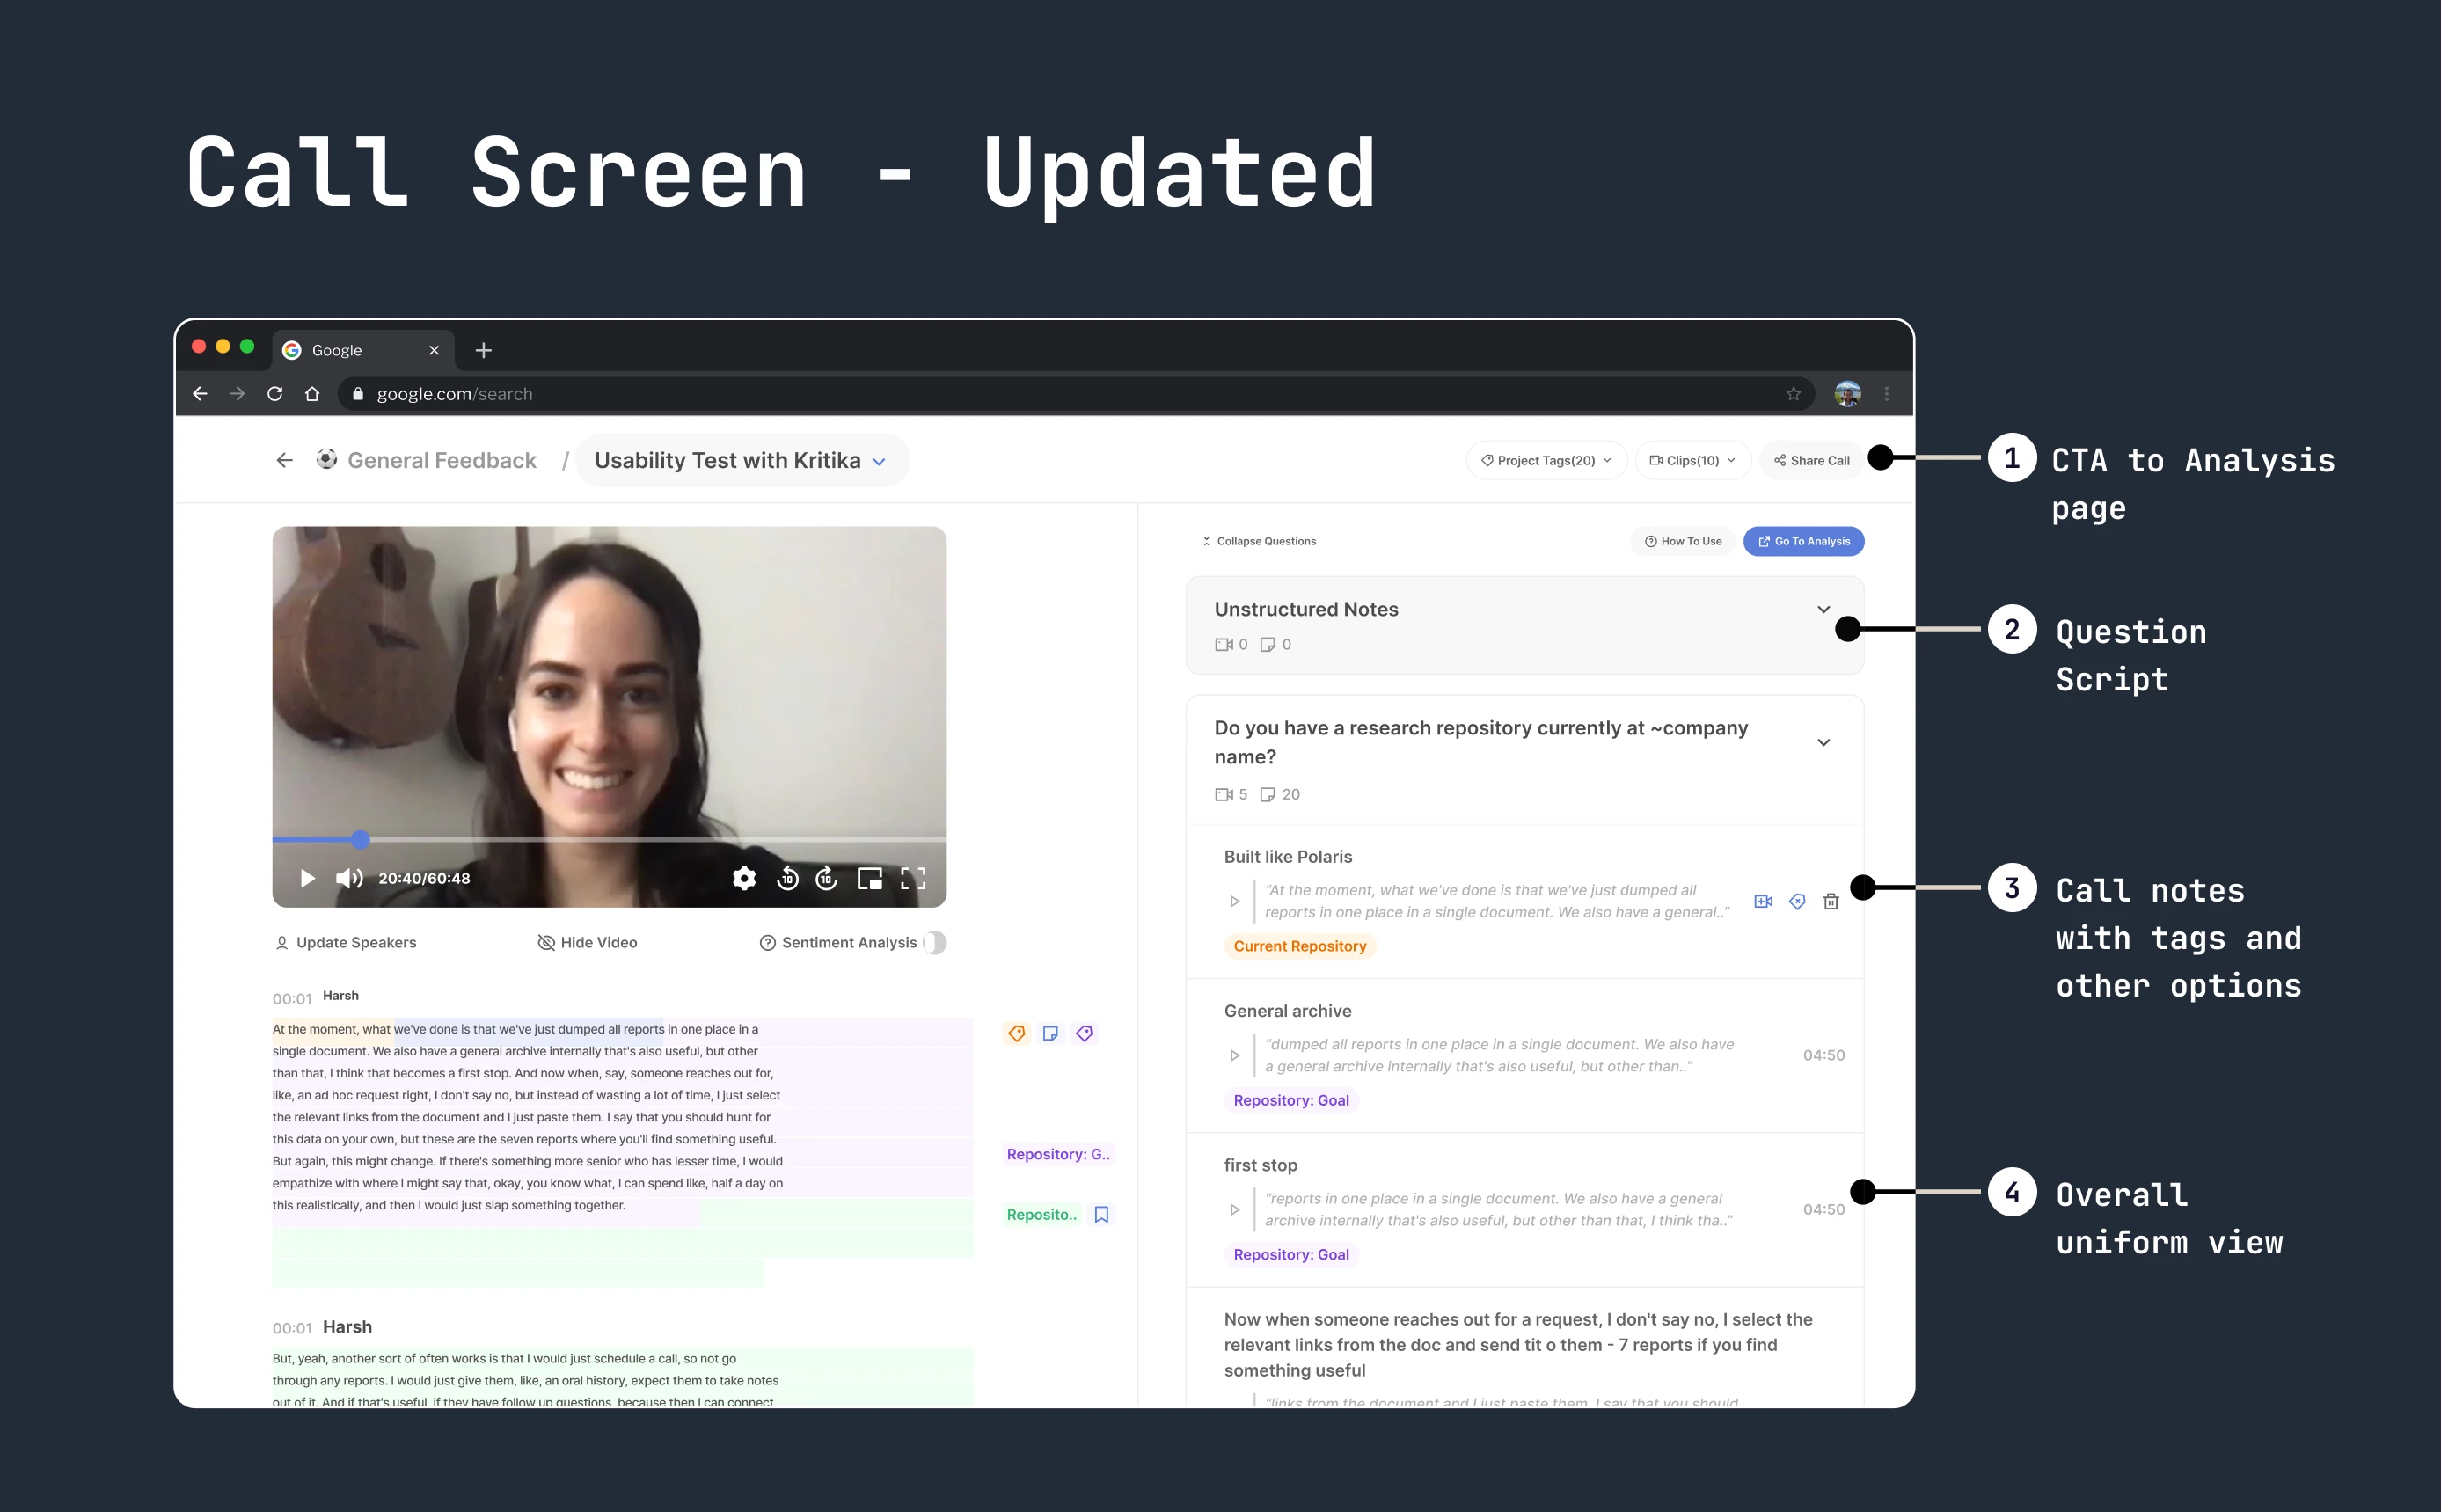 Call Screen - Updated
Google
google.com/search
General Feedback / Usability Test with Kritika
Project Tags(20)
Clips(10)
Share Call
1 CTA to Analysis
page
20:40/60:48
10
10
Update Speakers
Hide Video
Sentiment Analysis
00:01 Harsh
At the moment, what we've done is that we've just dumped all reports in one place in a
single document. We also have a general archive internally that's also useful, but other
than that, I think that becomes a first stop. And now when, say, someone reaches out for,
like, an ad hoc request right, I don't say no, but instead of wasting a lot of time, I just select
the relevant links from the document and I just paste them. I say that you should hunt for
this data on your own, but these are the seven reports where you'll find something useful.
But again, this might change. If there's something more senior who has lesser time, I would
empathize with where I might say that, okay, you know what, I can spend like, half a day on
this realistically, and then I would just slap something together.
Repository: G..
Reposito..
00:01 Harsh
But, yeah, another sort of often works is that I would just schedule a call, so not go
through any reports. I would just give them, like, an oral history, expect them to take notes
out of it. And if that's useful, if they have follow up questions, because then I can connect
Collapse Questions
How To Use
Go To Analysis
Unstructured Notes
0 0
2 Question
Script
Do you have a research repository currently at ~company
name?
5 20
Built like Polaris
“At the moment, what we've done is that we've just dumped all
reports in one place in a single document. We also have a general..”
Current Repository
3 Call notes
with tags and
other options
General archive
“dumped all reports in one place in a single document. We also have
a general archive internally that's also useful, but other than..”
04:50
Repository: Goal
first stop
“reports in one place in a single document. We also have a general
archive internally that's also useful, but other than that, I think tha..”
04:50
Repository: Goal
4 Overall
uniform view
Now when someone reaches out for a request, I don't say no, I select the
relevant links from the doc and send tit o them - 7 reports if you find
something useful
“links from the document and I just paste them. I say that you should